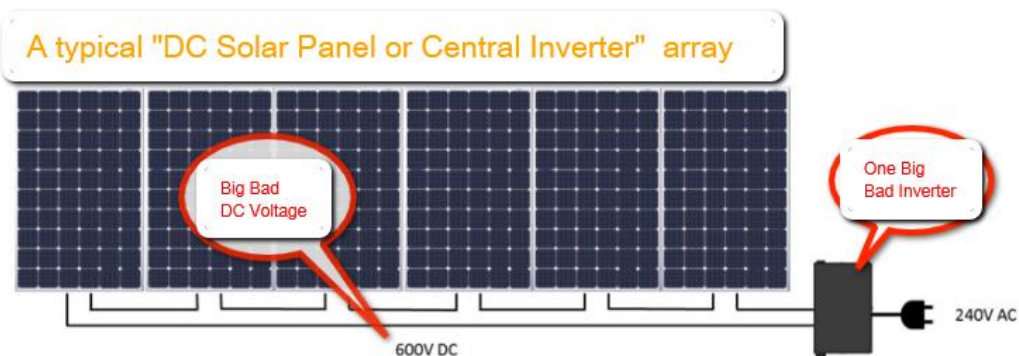 A typical "DC Solar Panel or Central Inverter" array
Big Bad
DC Voltage
One Big
Bad Inverter
240V AC
600V DC